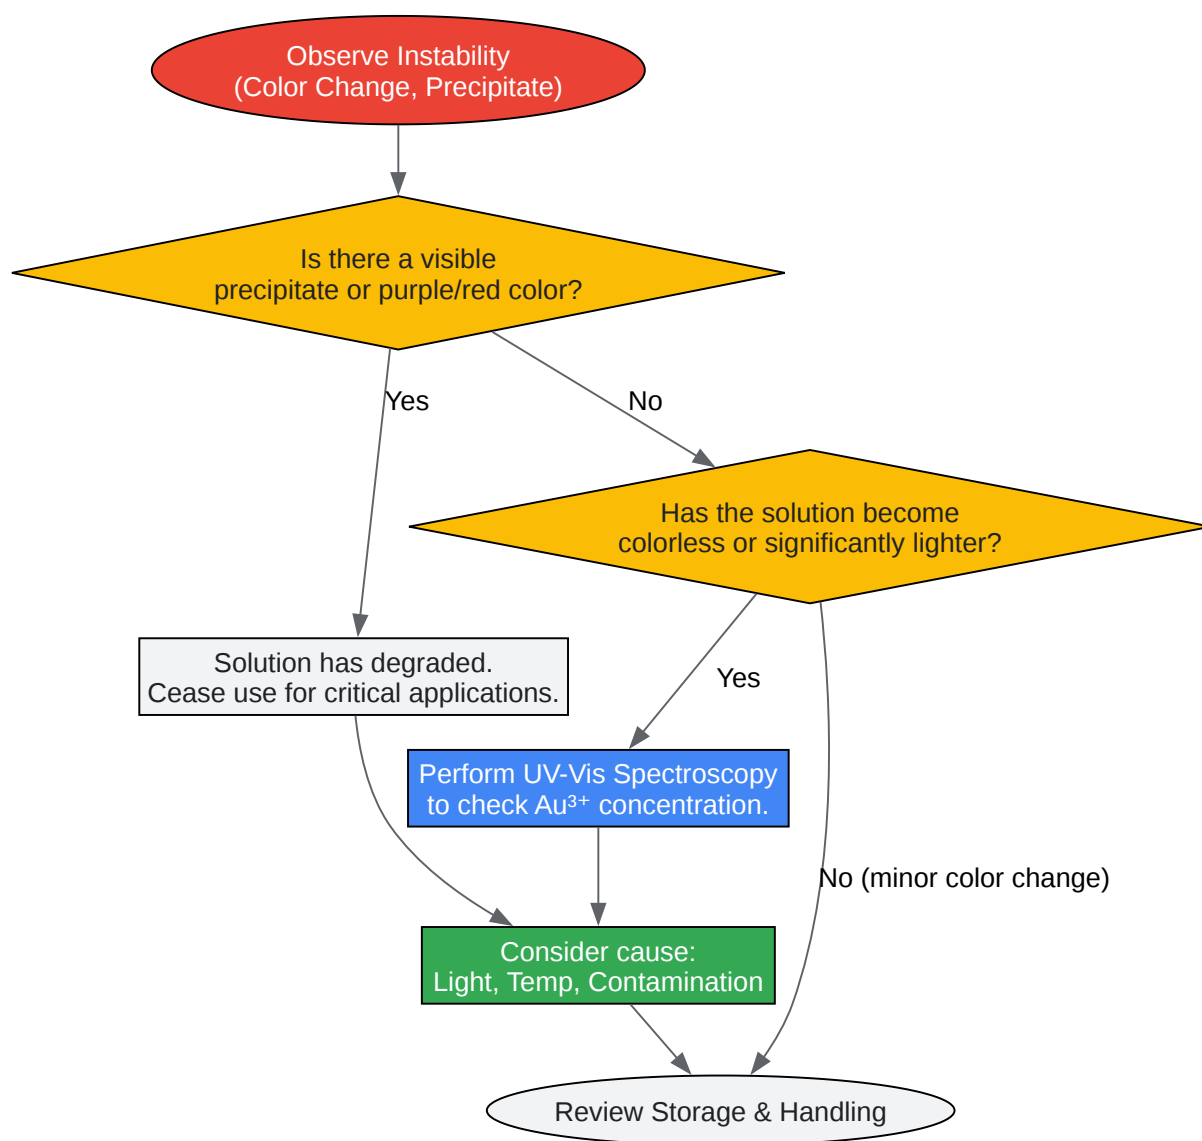 Observe Instability
(Color Change, Precipitate)
Is there a visible
precipitate or purple/red color?
Yes
No
Has the solution become
colorless or significantly lighter?
Solution has degraded.
Cease use for critical applications.
Yes
Perform UV-Vis Spectroscopy
to check Au³⁺ concentration.
No (minor color change)
Consider cause:
Light, Temp, Contamination
Review Storage & Handling